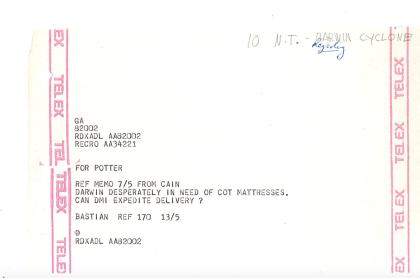 10 N.T. - DARWIN CYCLONE
EX TELEX TELEX TELEX
TELEX TELEX TELEX TELEX
GA
82002
RDXADL AA82002
RECRO AA34221
FOR POTTER
REF MEMO 7/5 FROM CAIN
DARWIN DESPERATELY IN NEED OF COT MATTRESSES.
CAN DMI EXPEDITE DELIVERY ?
BASTIAN REF 170 13/5
@
RDXADL AA82002